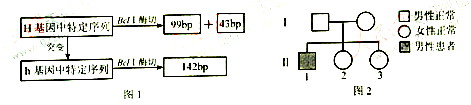 H基因中特定序列 BclⅠ酶切 99bp + 43bp
突变
h基因中特定序列 BclⅠ酶切 142bp
图1
Ⅰ
Ⅱ
1 2 3
男性正常
女性正常
男性患者
图2